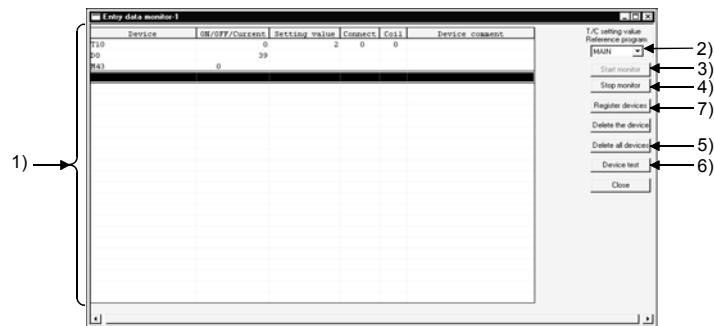 Entry data monitor-1
Device ON/OFF/Current Setting value Connect Coil Device comment
T10 0 2 0 0
D0 39
M43 0
T/C setting value
Reference program
MAIN
Start monitor
Stop monitor
Register devices
Delete the device
Delete all devices
Device test
Close
1)
2)
3)
4)
7)
5)
6)